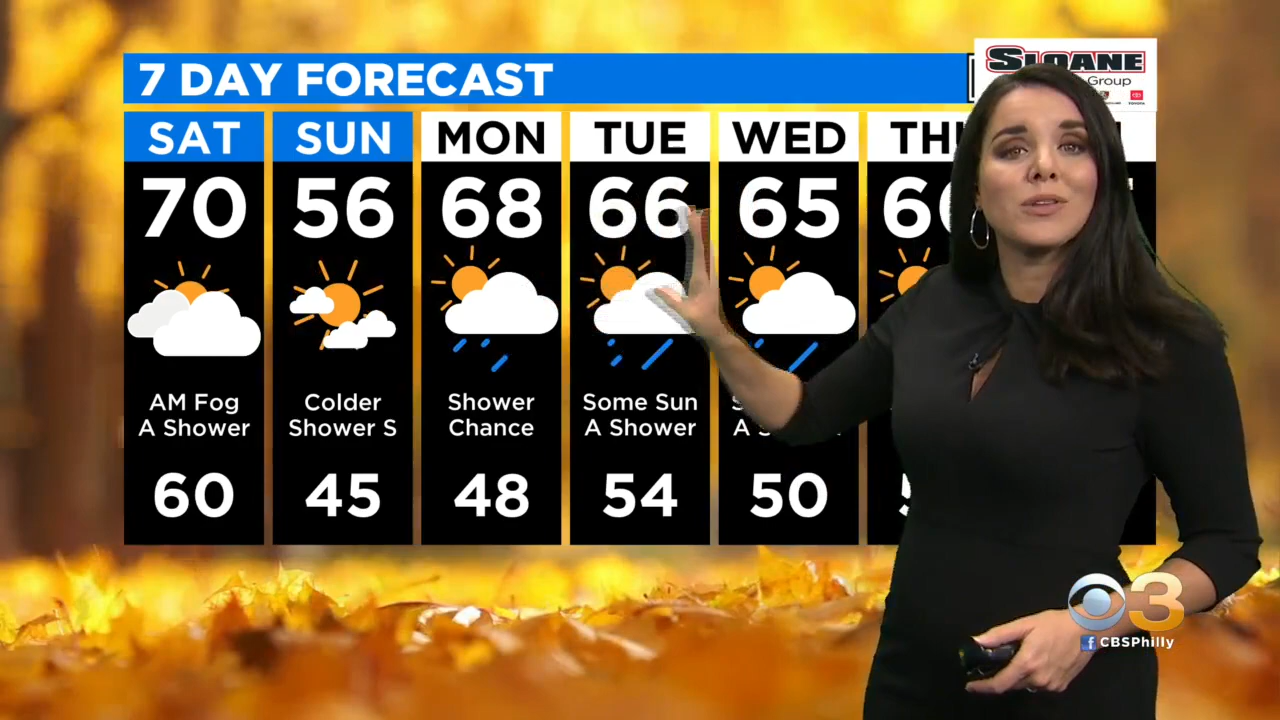 7 DAY FORECAST
SLOANE
Group
SAT SUN MON TUE WED
70 56 68 66 65
AM Fog Colder Shower Some Sun
A Shower Shower S Chance A Shower
60 45 48 54 50
3
CBSPhilly